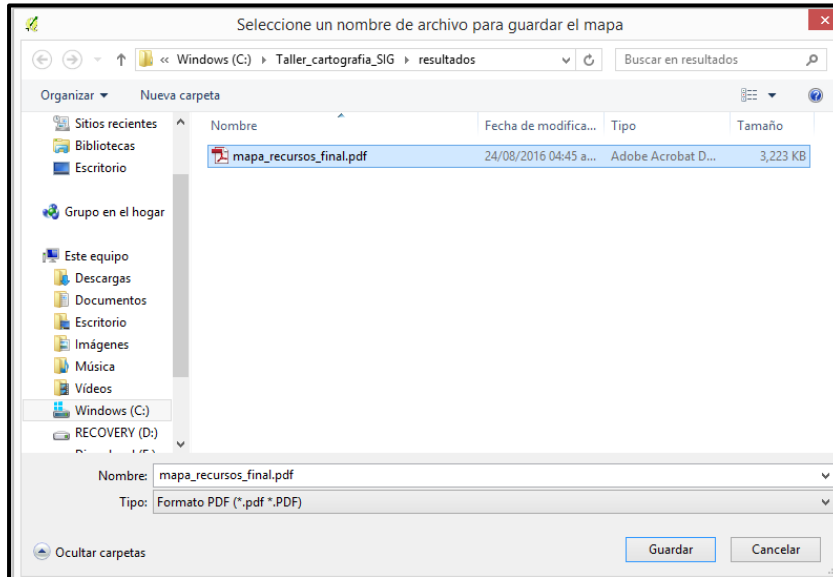 Seleccione un nombre de archivo para guardar el mapa
« Windows (C:) Taller_cartografia_SIG resultados
Buscar en resultados
Organizar Nueva carpeta
Nombre Fecha de modifica... Tipo Tamaño
mapa_recursos_final.pdf 24/08/2016 04:45 a... Adobe Acrobat D... 3,223 KB
Sitios recientes
Bibliotecas
Escritorio
Grupo en el hogar
Este equipo
Descargas
Documentos
Escritorio
Imágenes
Música
Vídeos
Windows (C:)
RECOVERY (D:)
Nombre: mapa_recursos_final.pdf
Tipo: Formato PDF (*.pdf *.PDF)
Ocultar carpetas
Guardar Cancelar